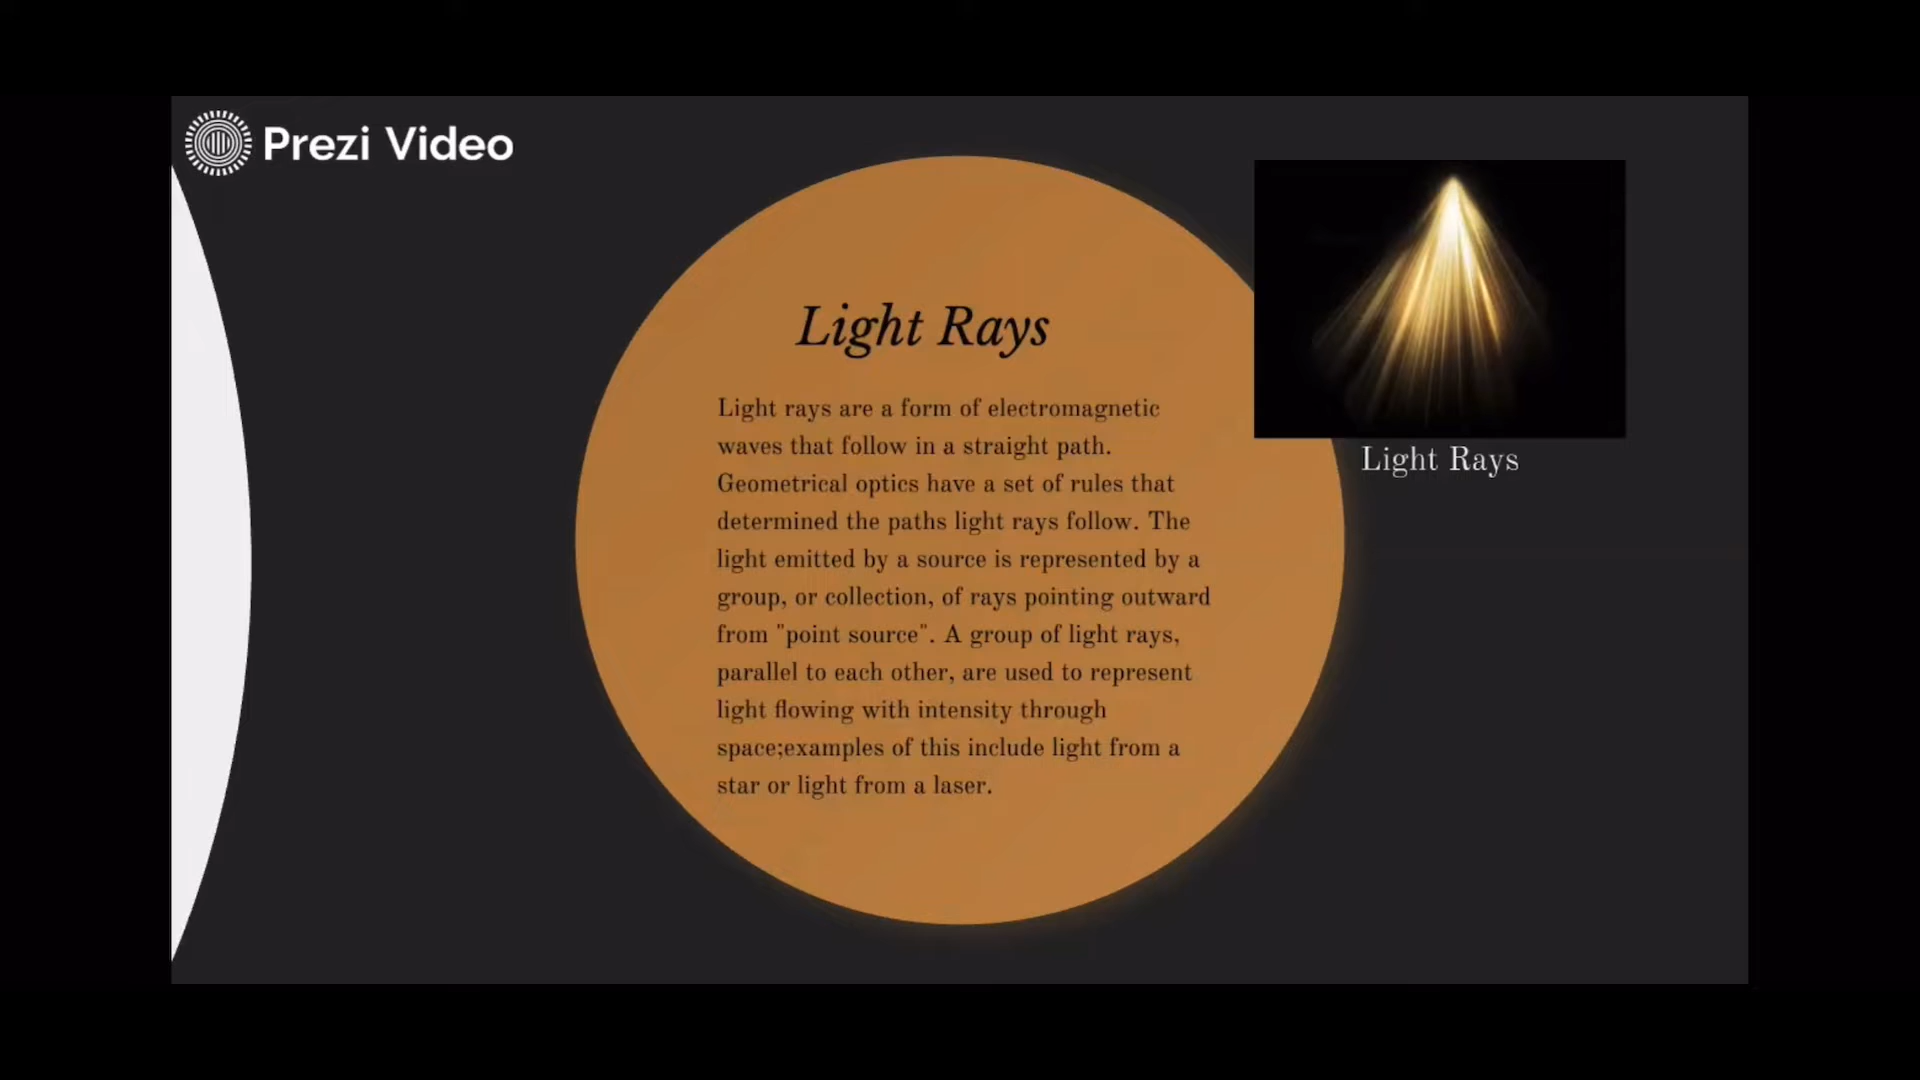 Prezi Video
Light Rays
Light rays are a form of electromagnetic
waves that follow in a straight path.
Geometrical optics have a set of rules that
determined the paths light rays follow. The
light emitted by a source is represented by a
group, or collection, of rays pointing outward
from "point source". A group of light rays,
parallel to each other, are used to represent
light flowing with intensity through
space;examples of this include light from a
star or light from a laser.
Light Rays